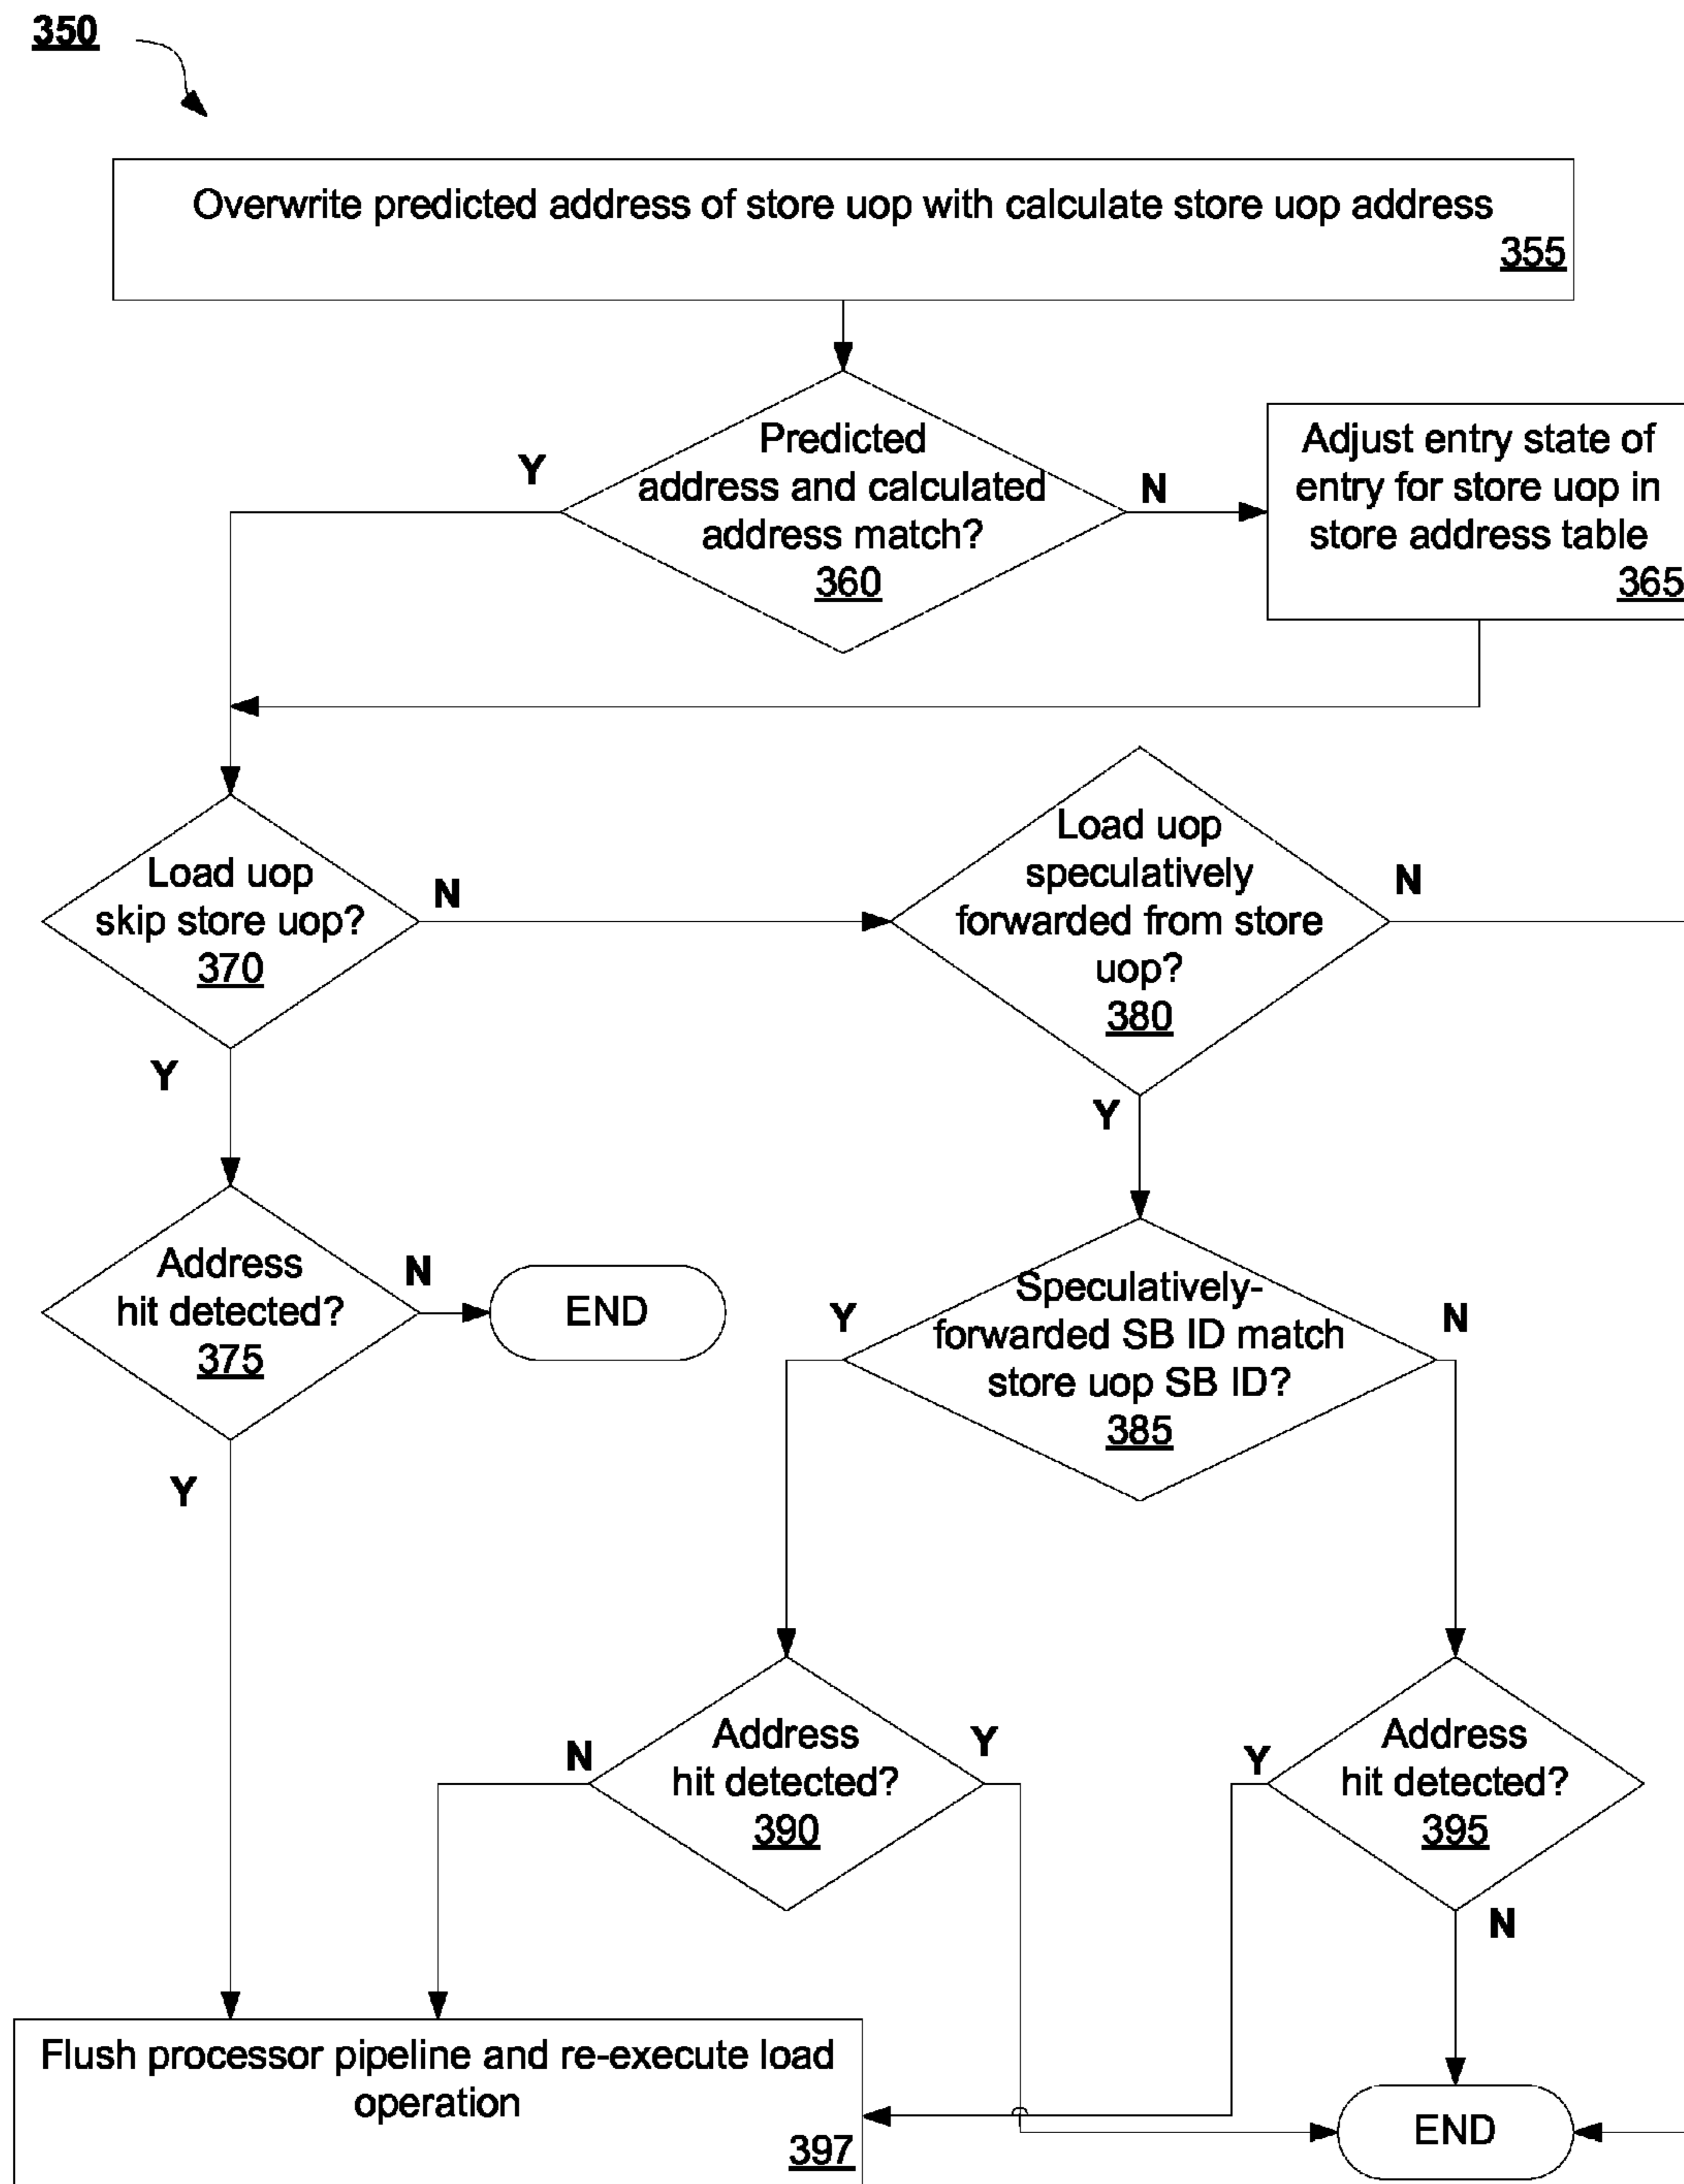 350
Overwrite predicted address of store uop with calculate store uop address
355
Predicted
address and calculated
address match?
360
Y
N
Adjust entry state of
entry for store uop in
store address table
365
Load uop
skip store uop?
370
N
Y
Load uop
speculatively
forwarded from store
uop?
380
N
Y
Address
hit detected?
375
N
END
Y
Speculatively-
forwarded SB ID match
store uop SB ID?
385
Y
N
Address
hit detected?
390
N
Y
Address
hit detected?
395
Y
N
Flush processor pipeline and re-execute load
operation
397
END